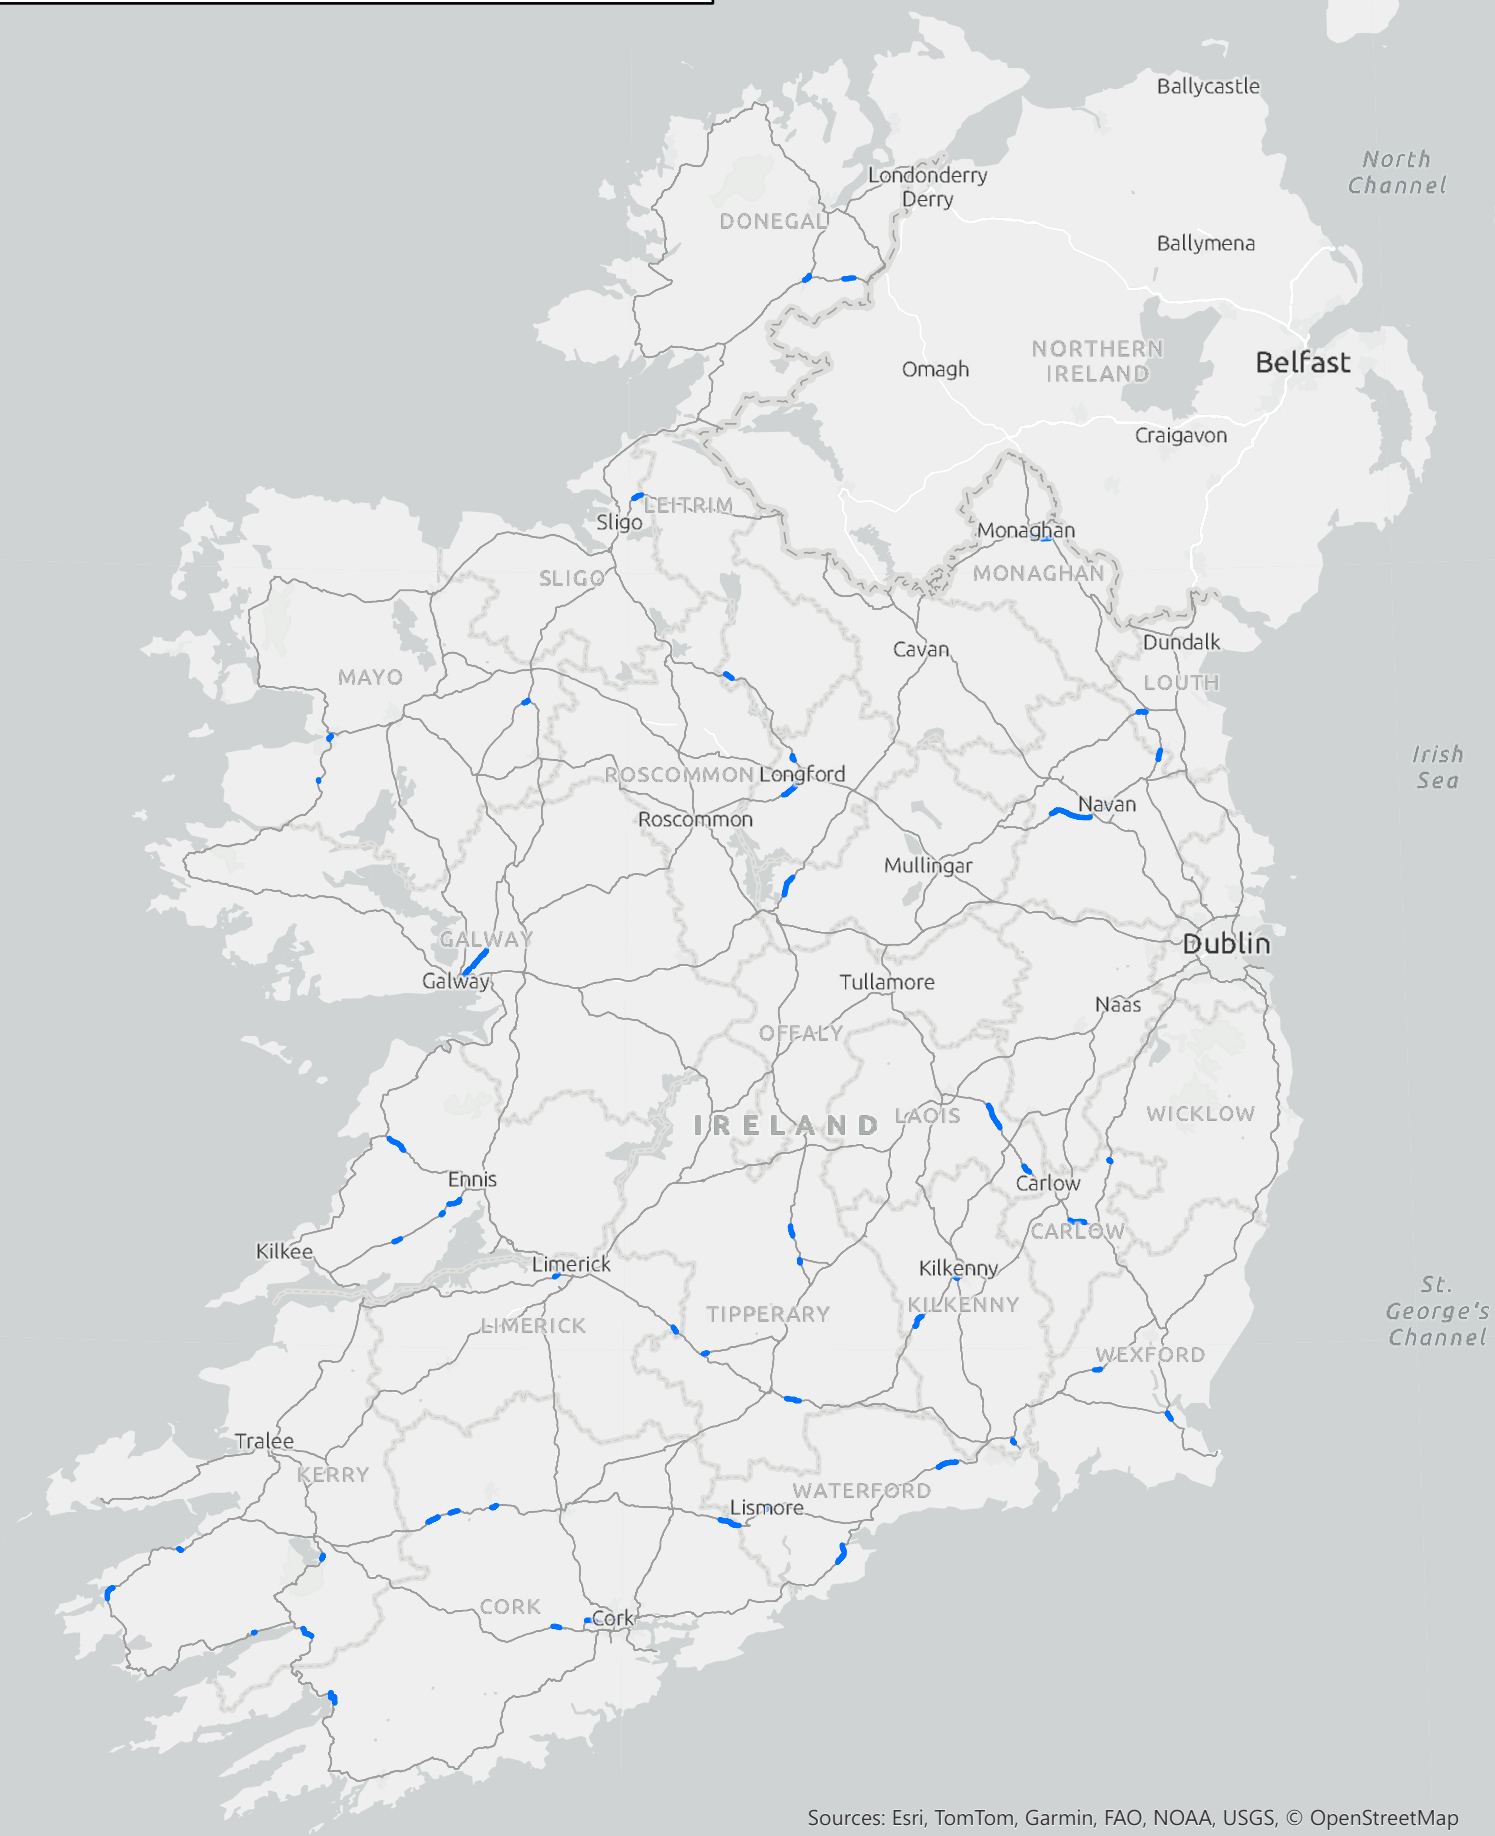 Ballycastle
North
Channel
Londonderry
Derry
DONEGAL
Ballymena
NORTHERN
IRELAND
Belfast
Omagh
Craigavon
LEITRIM
Sligo
Monaghan
MONAGHAN
SLIGO
Dundalk
Cavan
MAYO
LOUTH
Irish
Sea
ROSCOMMON
Longford
Navan
Roscommon
Mullingar
GALWAY
Dublin
Galway
Tullamore
Naas
OFFALY
IRELAND
LAOIS
WICKLOW
Ennis
Carlow
CARLOW
Kilkee
Limerick
Kilkenny
St.
George's
Channel
KILKENNY
TIPPERARY
LIMERICK
WEXFORD
Tralee
KERRY
WATERFORD
Lismore
CORK
Cork
Sources: Esri, TomTom, Garmin, FAO, NOAA, USGS, © OpenStreetMap